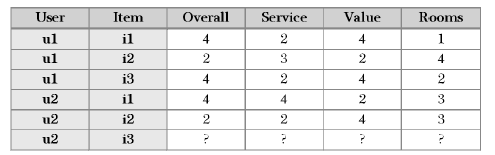 User Item Overall Service Value Rooms
u1 i1 4 2 4 1
u1 i2 2 3 2 4
u1 i3 4 2 4 2
u2 i1 4 4 2 3
u2 i2 2 2 4 3
u2 i3 ? ? ? ?